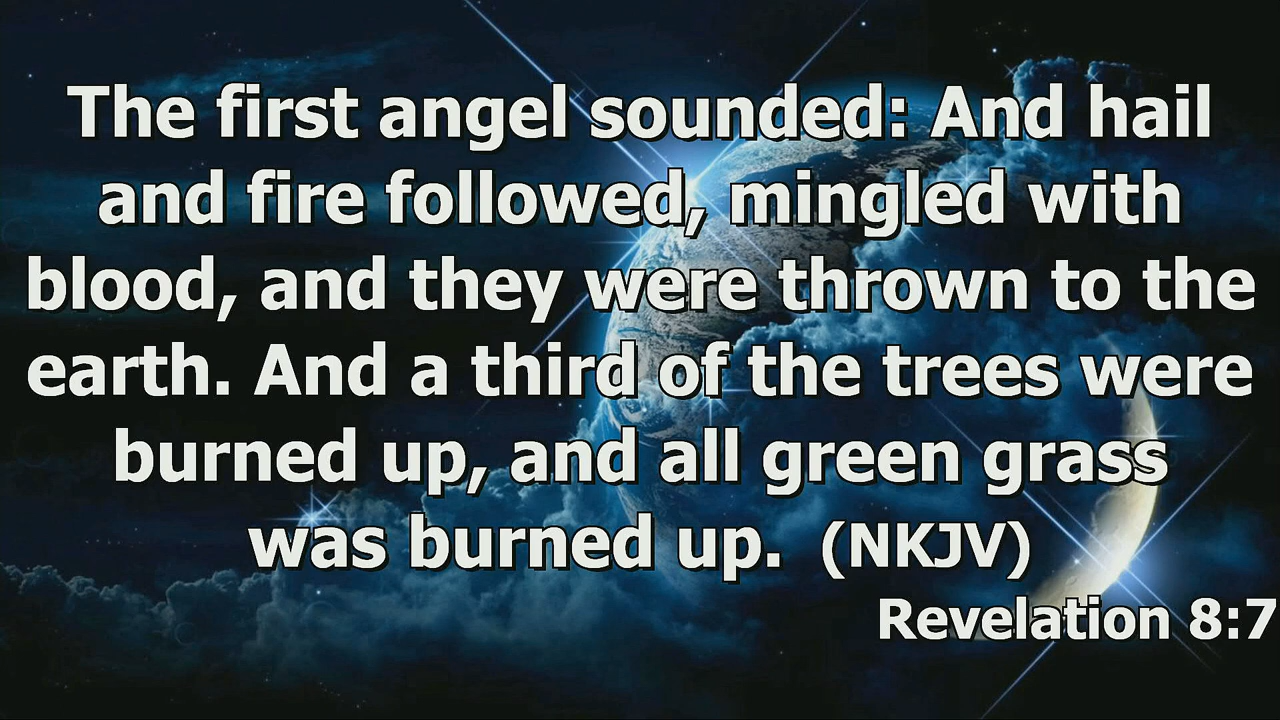 The first angel sounded: And hail
and fire followed, mingled with
blood, and they were thrown to the
earth. And a third of the trees were
burned up, and all green grass
was burned up. (NKJV)
Revelation 8:7